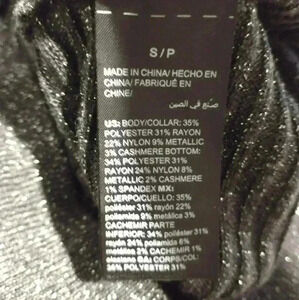 S/P
MADE IN CHINA/ HECHO EN
CHINA/ FABRIQUÉ EN
CHINE/
صنع في الصين
US: BODY/COLLAR: 35%
POLYESTER 31% RAYON
22% NYLON 9% METALLIC
3% CASHMERE BOTTOM:
34% POLYESTER 31%
RAYON 24% NYLON 8%
METALLIC 2% CASHMERE
1% SPANDEX MX:
CUERPO/CUELLO: 35%
poliéster 31% rayón 22%
poliamida 9% metálica 3%
CACHEMIR PARTE
INFERIOR: 34% poliéster 31%
rayón 24% poliamida
metálica 2% CACHEMIR 1%
CORPS/COL:
35% POLYESTER 31%